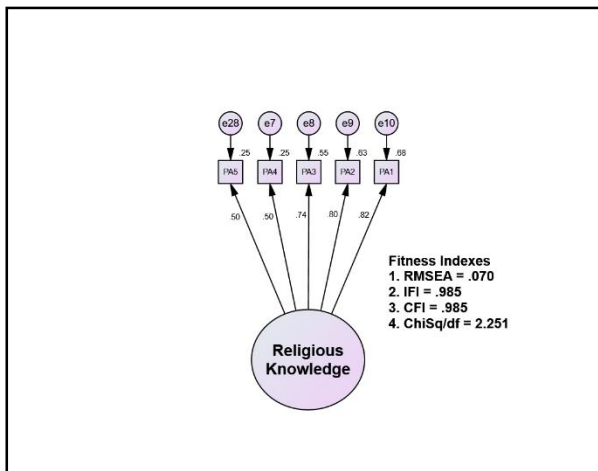 e28 e7 e8 e9 e10
.25 .25 .55 .63 .68
PA5 PA4 PA3 PA2 PA1
.50 .50 .74 .80 .82
Fitness Indexes
1. RMSEA = .070
2. IFI = .985
3. CFI = .985
4. ChiSq/df = 2.251
Religious
Knowledge